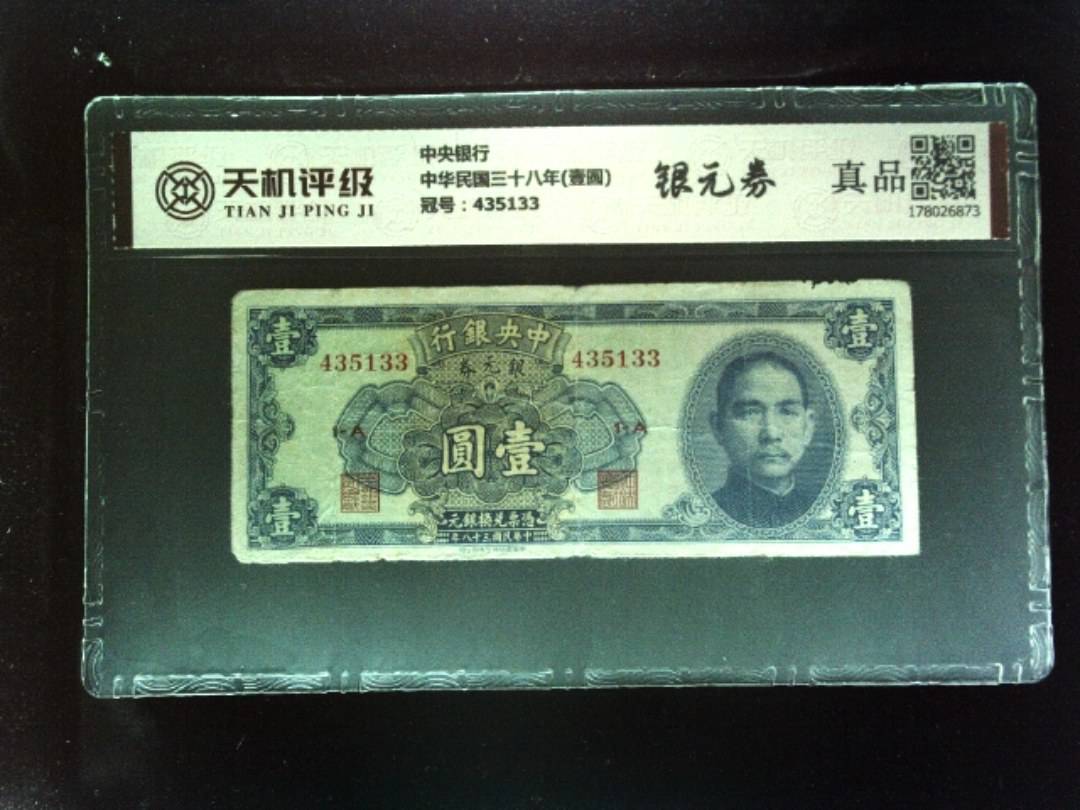 天机评级
TIAN JI PING JI
中央银行
中华民国三十八年(壹圆)
冠号：435133
银元券
真品
178026873
壹
壹
行銀央中
435133
435133
券元銀
1-A
1-A
圓壹
壹
壹
元銀換兌票憑
年八十三國民華中